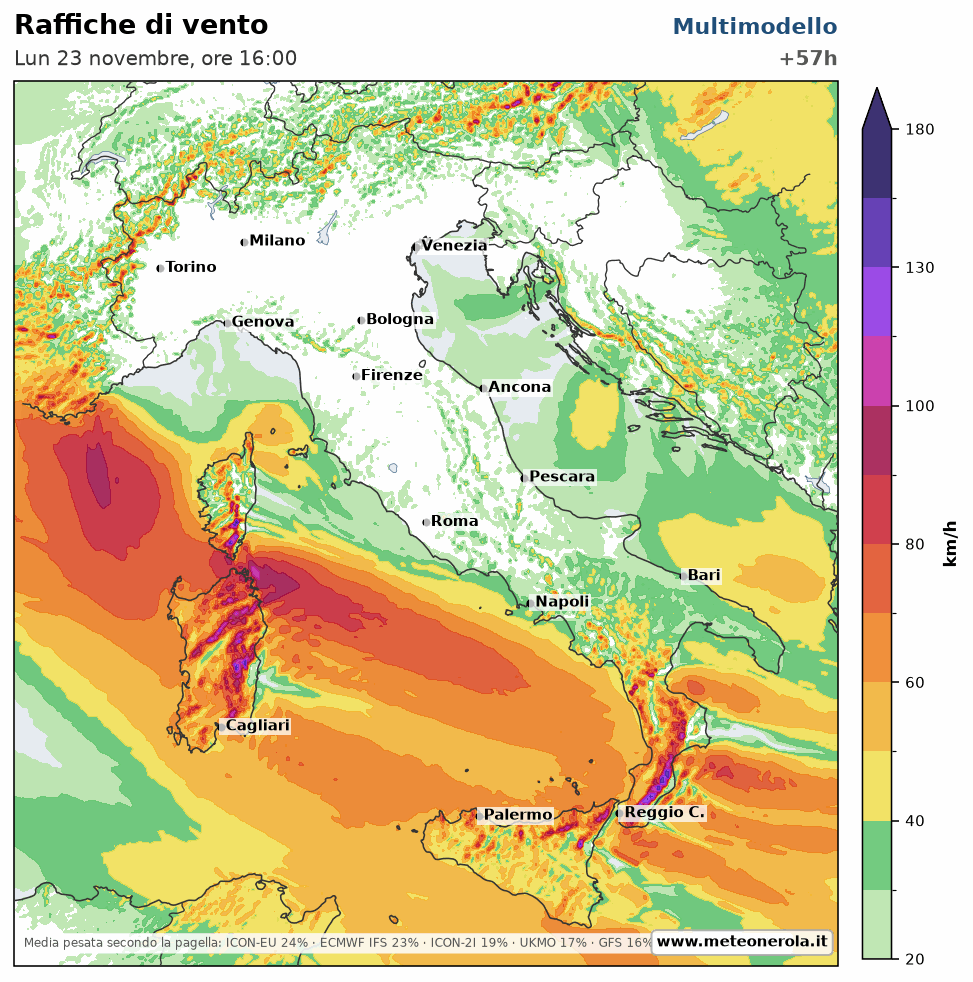 Raffiche di vento
Multimodello
Lun 23 novembre, ore 16:00
+57h
180
130
100
80
60
40
20
km/h
Milano
Venezia
Torino
Genova
Bologna
Firenze
Ancona
Pescara
Roma
Bari
Napoli
Cagliari
Palermo
Reggio C.
Media pesata secondo la pagella: ICON-EU 24% · ECMWF IFS 23% · ICON-2I 19% · UKMO 17% · GFS 16%
www.meteonerola.it